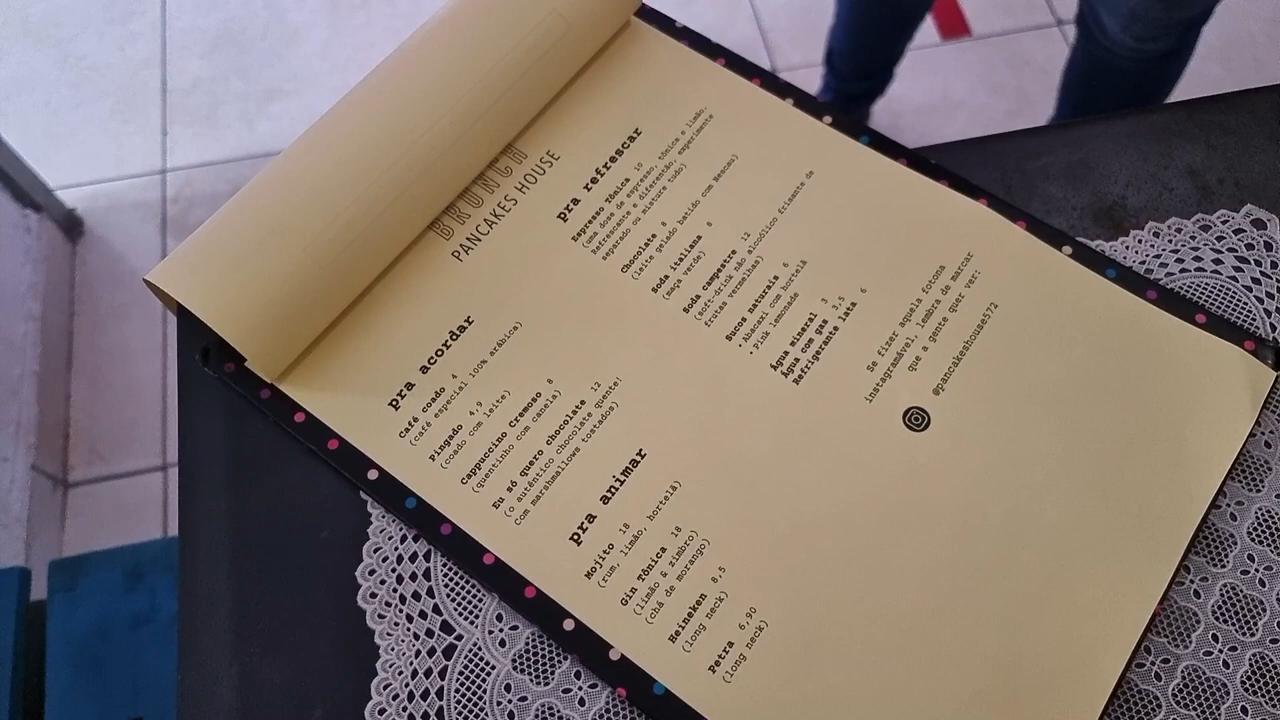 BRUNCH
PANCAKES HOUSE
pra acordar
Café coado 4
(café especial 100% arábica)
Pingado 4,9
(coado com leite)
Cappuccino Cremoso 8
(quentinho com canela)
Eu só quero chocolate 12
(o autêntico chocolate quente!
Com marshmallows tostados)
pra animar
Mojito 18
(rum, limão, hortelã)
Gin Tônica 18
(limão & zimbro)
(chá de morango)
Heineken 8,5
(long neck)
Petra 6,90
(long neck)
pra refrescar
Espresso Tônica 10
(uma dose de espresso, tônica e limão.
Refrescante e diferentão, experimente
separado ou misture tudo)
Chocolate 8
(leite gelado batido com Nescau)
Soda italiana 8
(maça verde)
Soda campestre 12
(soft-drink não alcoólico frisante de
frutas vermelhas)
Sucos naturais 6
• Abacaxi com hortelã
• Pink lemonade
Água mineral 3
Água com gas 3,5
Refrigerante lata 6
Se fizer aquela fotona
instagramável, lembra de marcar
que a gente quer ver:
@pancakeshouse572